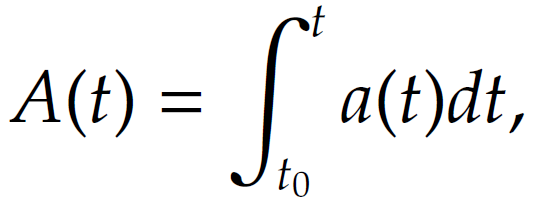 A(t) = ∫_{t_0}^{t} a(t)dt,